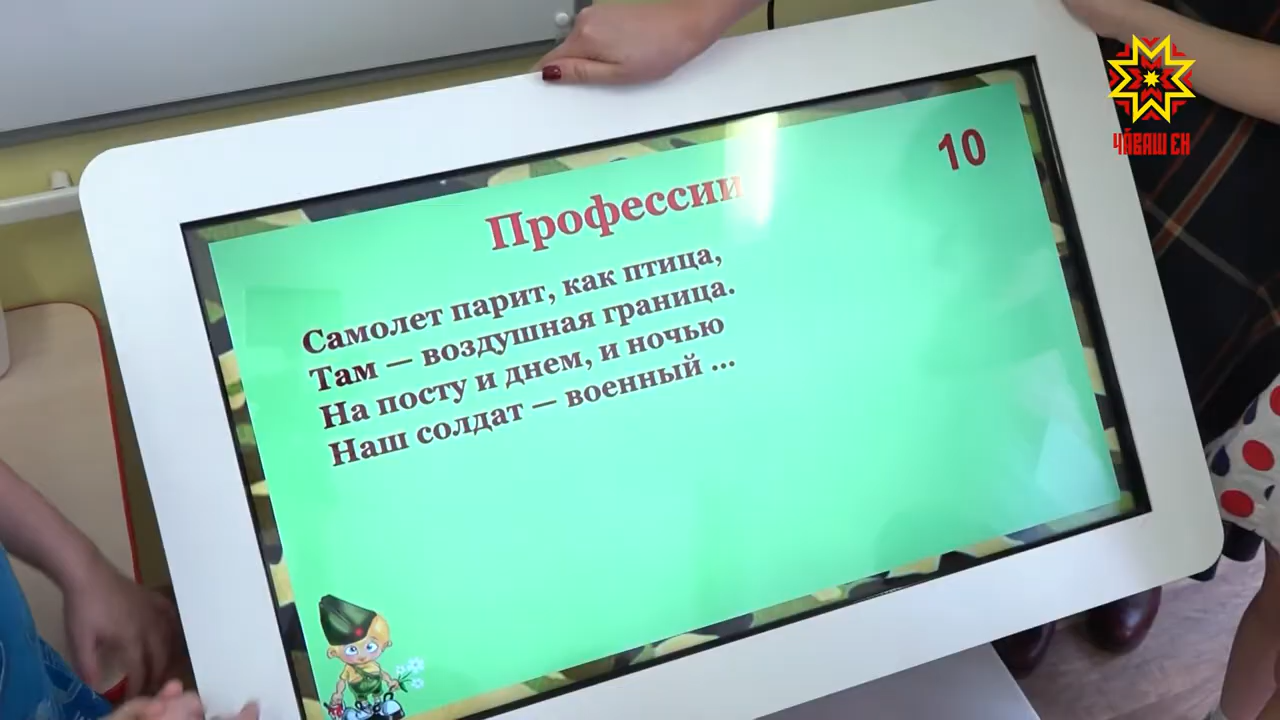 ЧӐВАШ ЕН
10
Профессии
Самолет парит, как птица,
Там — воздушная граница.
На посту и днем, и ночью
Наш солдат — военный ...